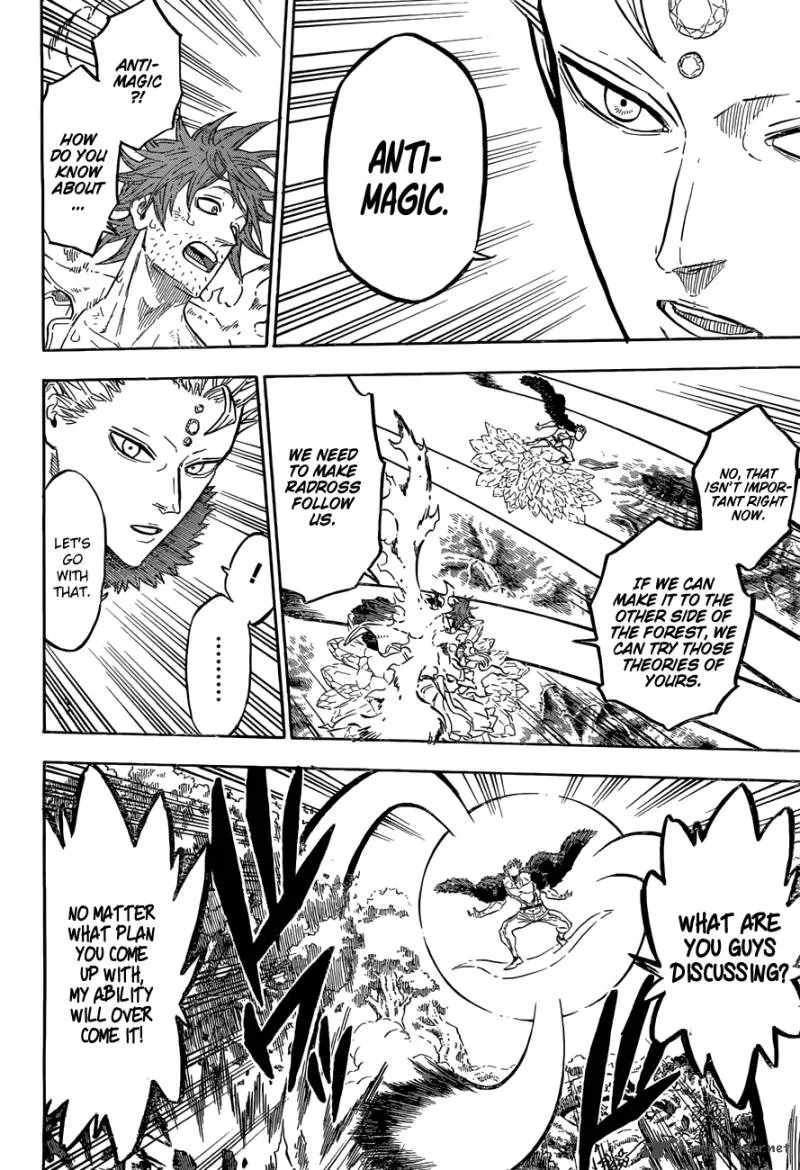 ANTI-
MAGIC.
ANTI-
MAGIC
?!
HOW
DO YOU
KNOW
ABOUT
...
NO, THAT
ISN'T IMPOR-
TANT RIGHT
NOW.
IF WE CAN
MAKE IT TO THE
OTHER SIDE OF
THE FOREST, WE
CAN TRY THOSE
THEORIES OF
YOURS.
WE NEED
TO MAKE
RADROSS
FOLLOW
US.
!
........
LET'S
GO
WITH
THAT.
WHAT ARE
YOU GUYS
DISCUSSING?
NO MATTER
WHAT PLAN
YOU COME
UP WITH,
MY ABILITY
WILL OVER
COME IT!